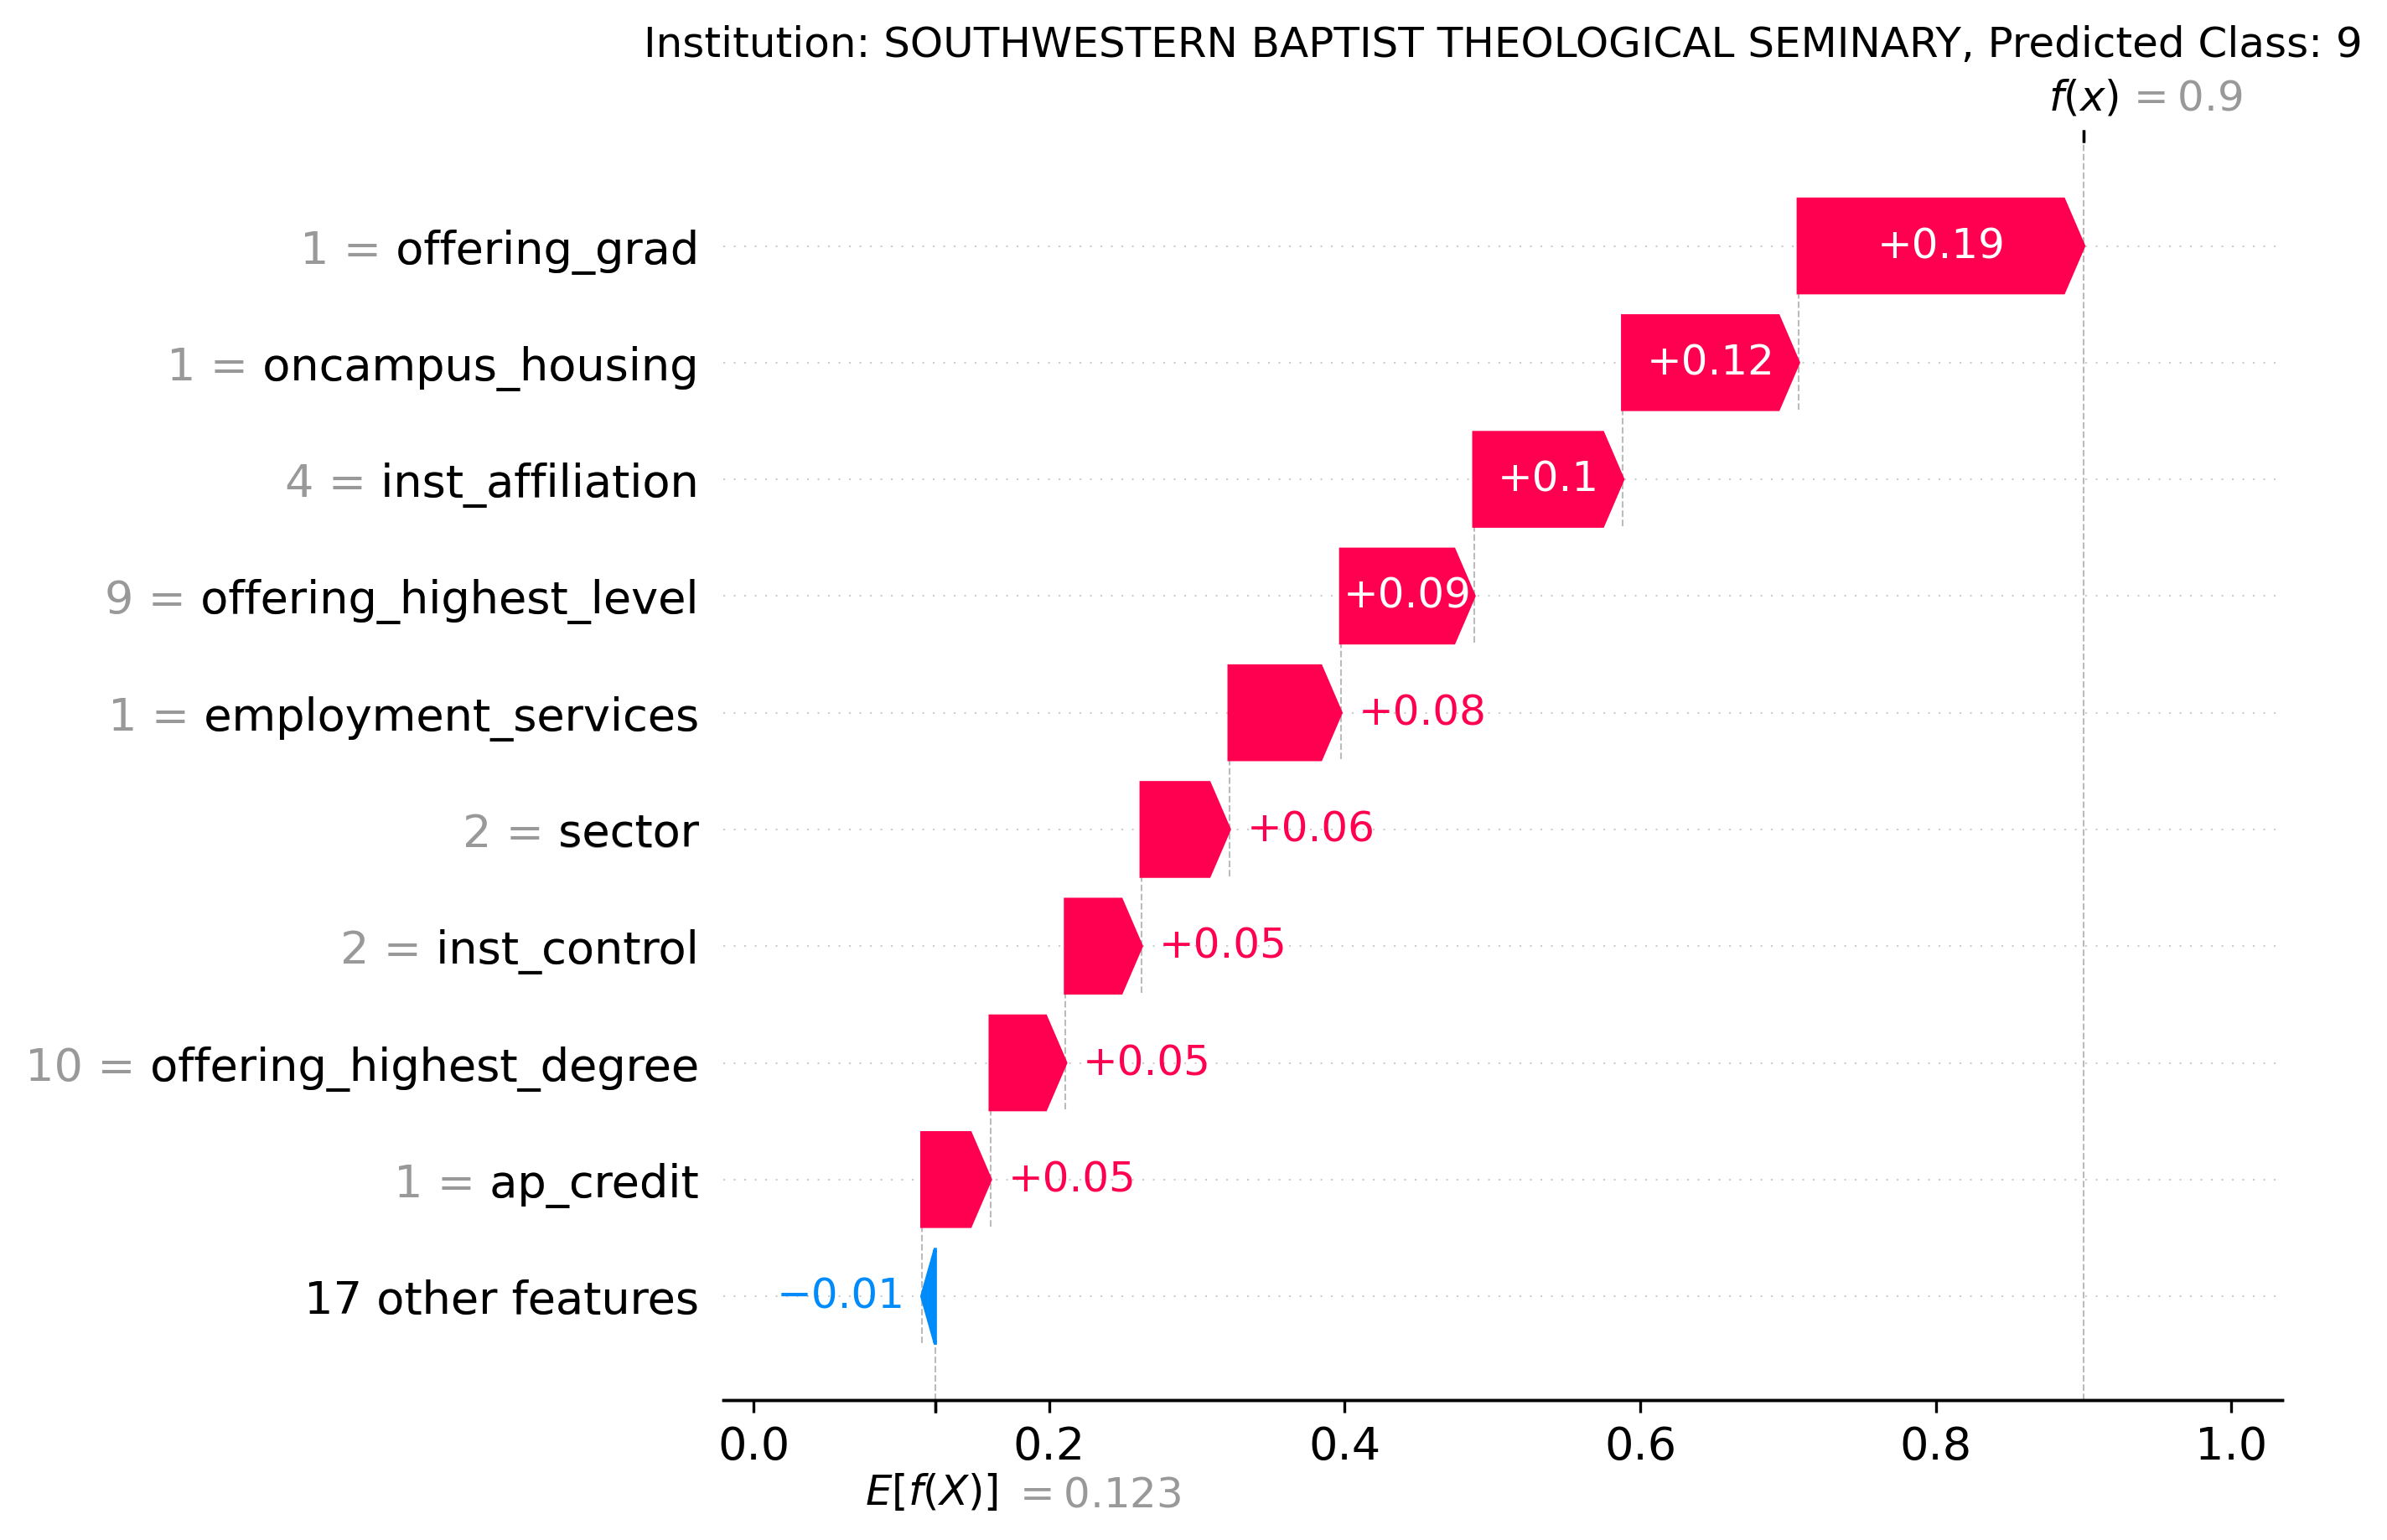 Institution: SOUTHWESTERN BAPTIST THEOLOGICAL SEMINARY, Predicted Class: 9
f(x) = 0.9
1 = offering_grad +0.19
1 = oncampus_housing +0.12
4 = inst_affiliation +0.1
9 = offering_highest_level +0.09
1 = employment_services +0.08
2 = sector +0.06
2 = inst_control +0.05
10 = offering_highest_degree +0.05
1 = ap_credit +0.05
17 other features −0.01
0.0 0.2 0.4 0.6 0.8 1.0
E[f(X)] = 0.123